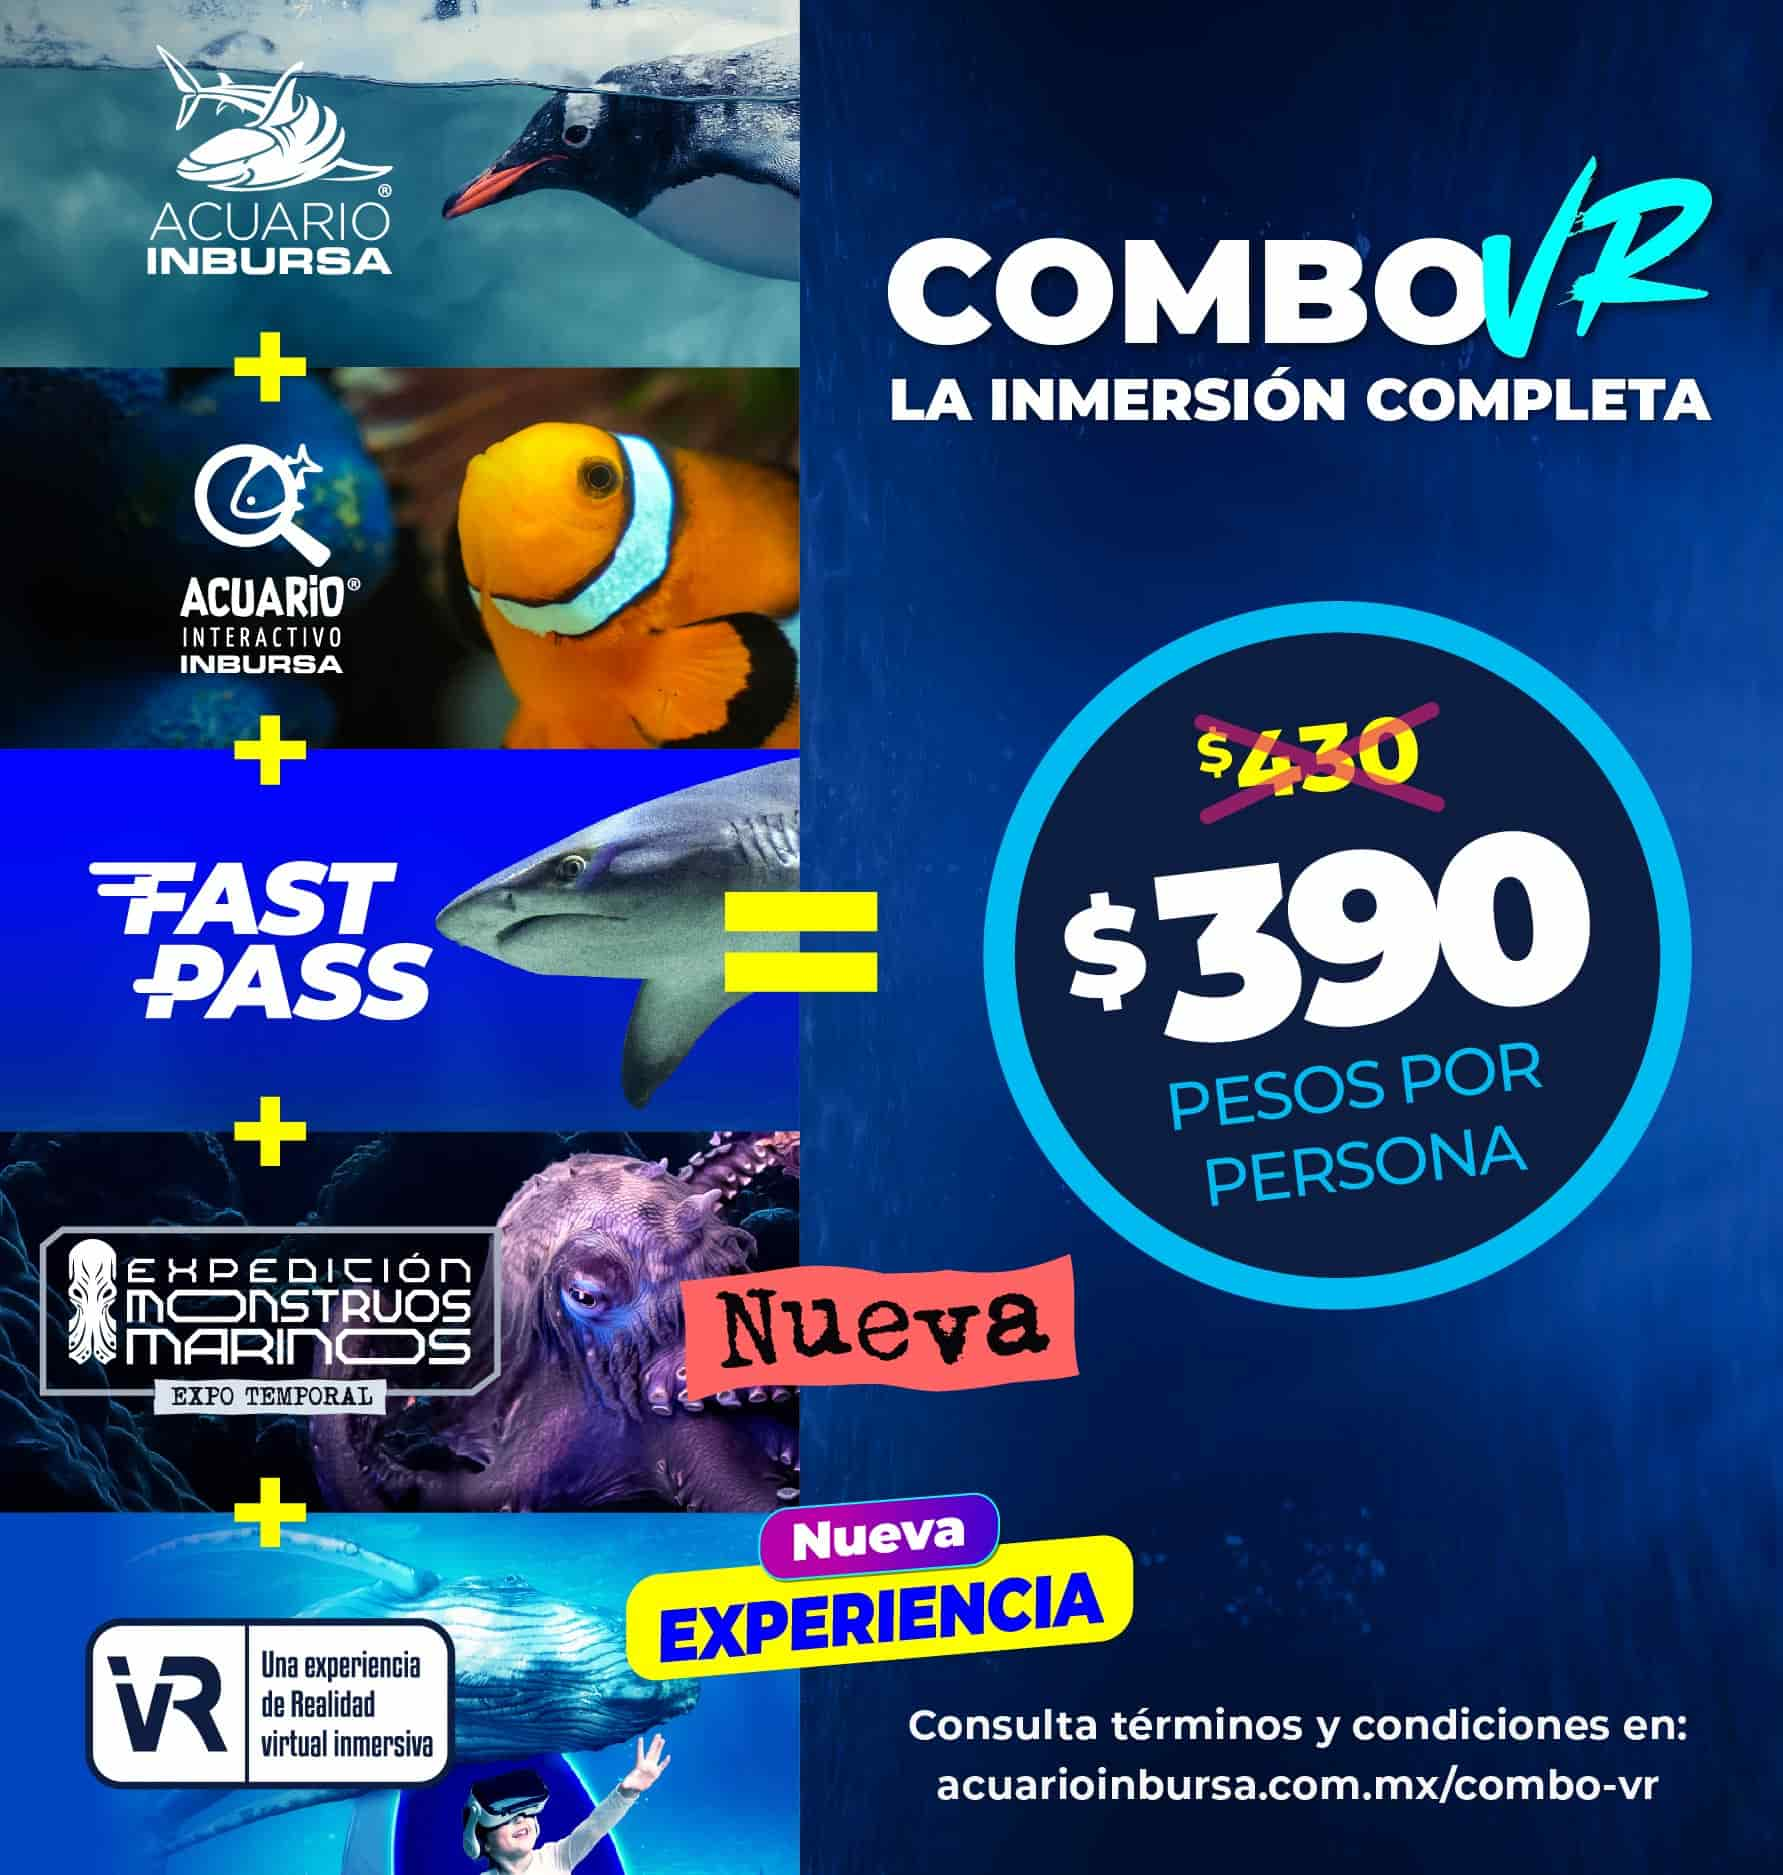 ACUARIO®
INBURSA
+
ACUARIO®
INTERACTIVO
INBURSA
+
FAST
PASS
+
EXPEDICIÓN
MONSTRUOS
MARINOS
EXPO TEMPORAL
Nueva
+
VR
Una experiencia
de Realidad
virtual inmersiva
Nueva
EXPERIENCIA
=
COMBO VR
LA INMERSIÓN COMPLETA
$430
$390
PESOS POR
PERSONA
Consulta términos y condiciones en:
acuarioinbursa.com.mx/combo-vr